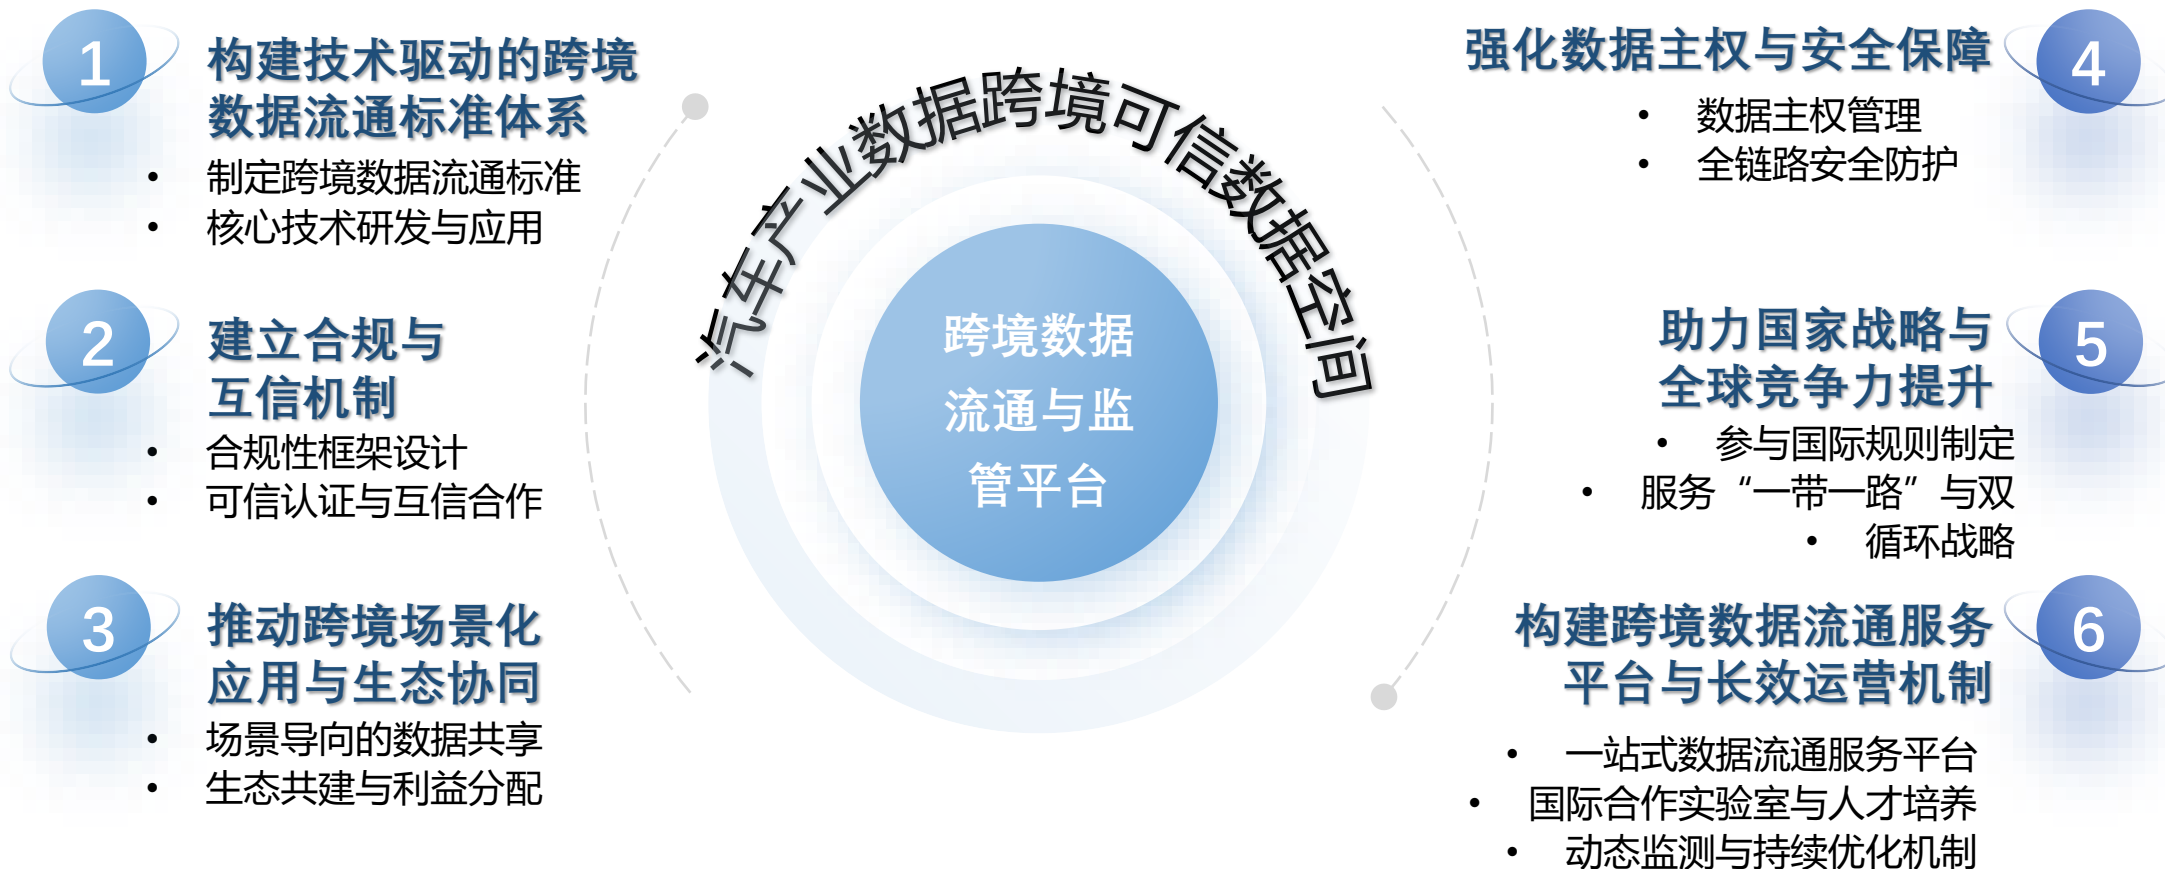 1
构建技术驱动的跨境
数据流通标准体系
• 制定跨境数据流通标准
• 核心技术研发与应用
2
建立合规与
互信机制
• 合规性框架设计
• 可信认证与互信合作
3
推动跨境场景化
应用与生态协同
• 场景导向的数据共享
• 生态共建与利益分配
汽车产业数据跨境可信数据空间
跨境数据
流通与监
管平台
4
强化数据主权与安全保障
• 数据主权管理
• 全链路安全防护
5
助力国家战略与
全球竞争力提升
• 参与国际规则制定
• 服务“一带一路”与双
• 循环战略
6
构建跨境数据流通服务
平台与长效运营机制
• 一站式数据流通服务平台
• 国际合作实验室与人才培养
• 动态监测与持续优化机制